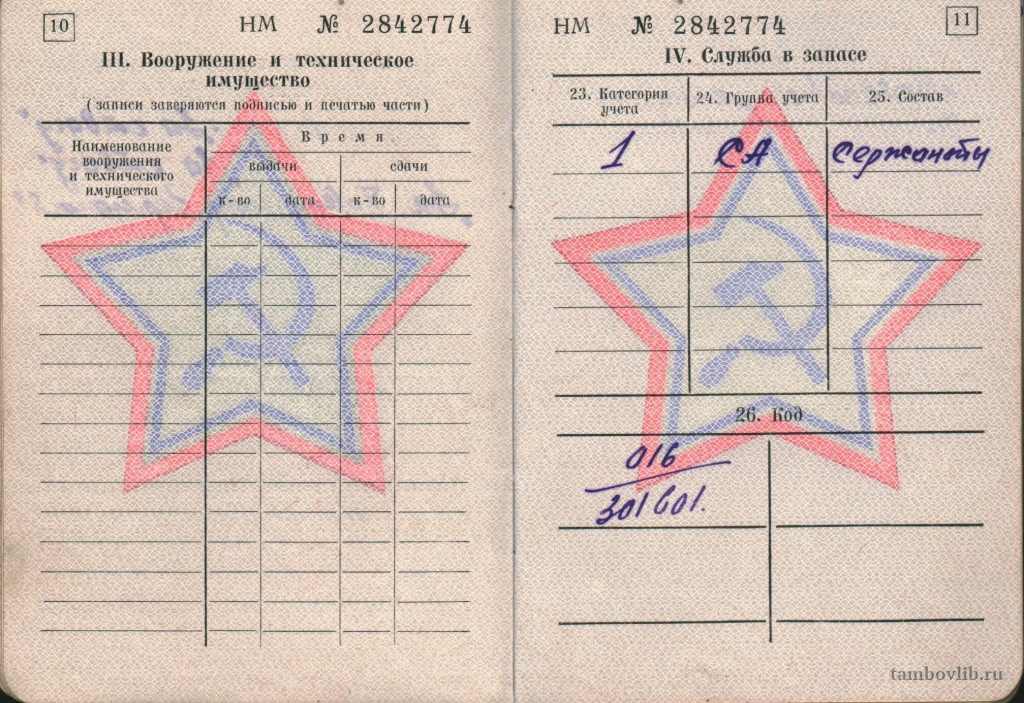 10
НМ № 2842774
III. Вооружение и техническое
имущество
(записи заверяются подписью и печатью части)
Наименование
вооружения
и технического
имущества
Время
выдачи
сдачи
к-во
дата
к-во
дата
НМ № 2842774
11
IV. Служба в запасе
23. Категория
учета
24. Группа учета
25. Состав
1
СА
сержанты
26. Код
016
301601.
tambovlib.ru